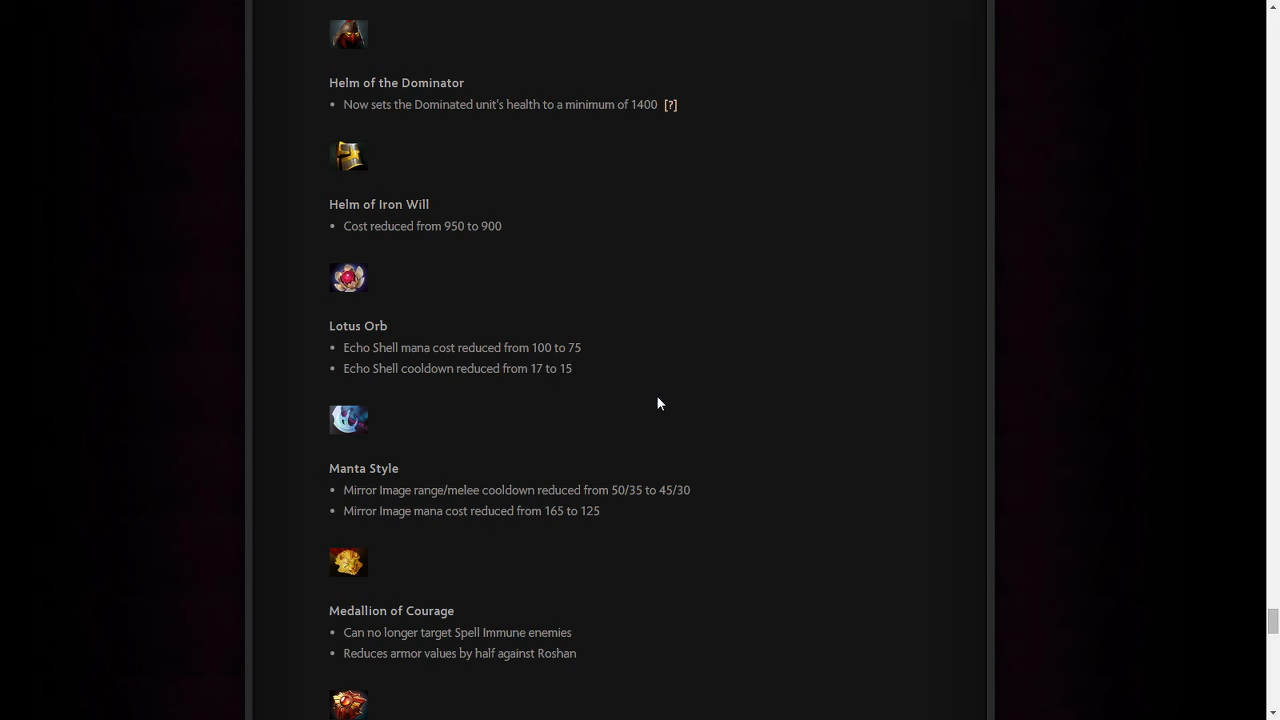 Helm of the Dominator
• Now sets the Dominated unit's health to a minimum of 1400 [?]
Helm of Iron Will
• Cost reduced from 950 to 900
Lotus Orb
• Echo Shell mana cost reduced from 100 to 75
• Echo Shell cooldown reduced from 17 to 15
Manta Style
• Mirror Image range/melee cooldown reduced from 50/35 to 45/30
• Mirror Image mana cost reduced from 165 to 125
Medallion of Courage
• Can no longer target Spell Immune enemies
• Reduces armor values by half against Roshan